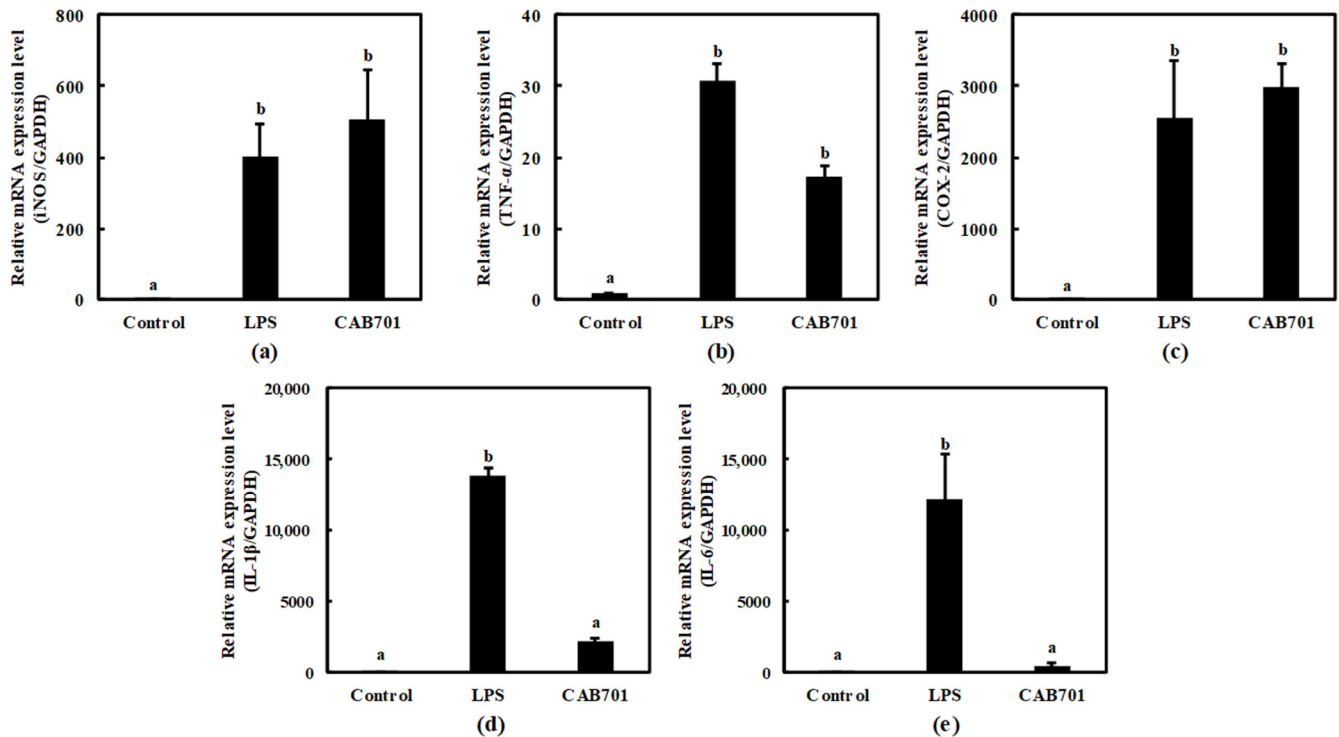 Relative mRNA expression level
(iNOS/GAPDH)
800
600
400
200
0
a
b
b
Control LPS CAB701
(a)
Relative mRNA expression level
(TNF-α/GAPDH)
40
30
20
10
0
a
b
b
Control LPS CAB701
(b)
Relative mRNA expression level
(COX-2/GAPDH)
4000
3000
2000
1000
0
a
b
b
Control LPS CAB701
(c)
Relative mRNA expression level
(IL-1β/GAPDH)
20,000
15,000
10,000
5000
0
a
b
a
Control LPS CAB701
(d)
Relative mRNA expression level
(IL-6/GAPDH)
20,000
15,000
10,000
5000
0
a
b
a
Control LPS CAB701
(e)